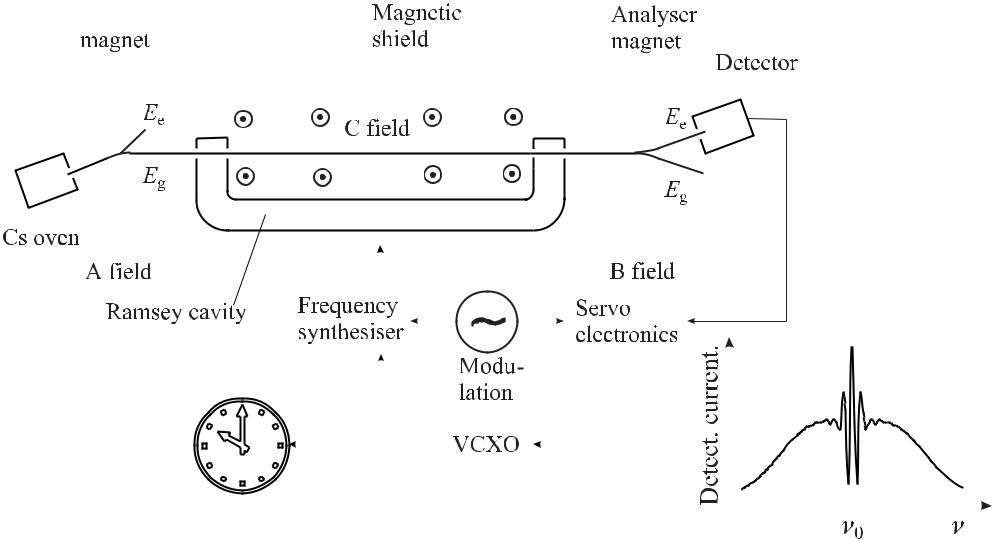 magnet
Magnetic
shield
Analyser
magnet
Detector
E_e
C field
E_e
E_g
E_g
Cs oven
A field
B field
Ramsey cavity
Frequency
synthesiser
Servo
electronics
Modu-
lation
VCXO
Detect. current.
ν_0
ν